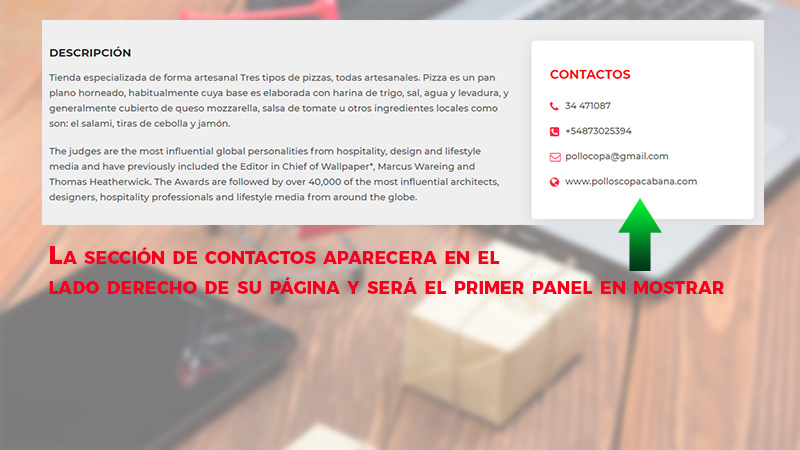 DESCRIPCIÓN
Tienda especializada de forma artesanal Tres tipos de pizzas, todas artesanales. Pizza es un pan
plano horneado, habitualmente cuya base es elaborada con harina de trigo, sal, agua y levadura, y
generalmente cubierto de queso mozzarella, salsa de tomate u otros ingredientes locales como
son: el salami, tiras de cebolla y jamón.
The judges are the most influential global personalities from hospitality, design and lifestyle
media and have previously included the Editor in Chief of Wallpaper*, Marcus Wareing and
Thomas Heatherwick. The Awards are followed by over 40,000 of the most influential architects,
designers, hospitality professionals and lifestyle media from around the globe.
CONTACTOS
34 471087
+54873025394
pollocopa@gmail.com
www.polloscopacabana.com
La sección de contactos aparecera en el
lado derecho de su página y será el primer panel en mostrar